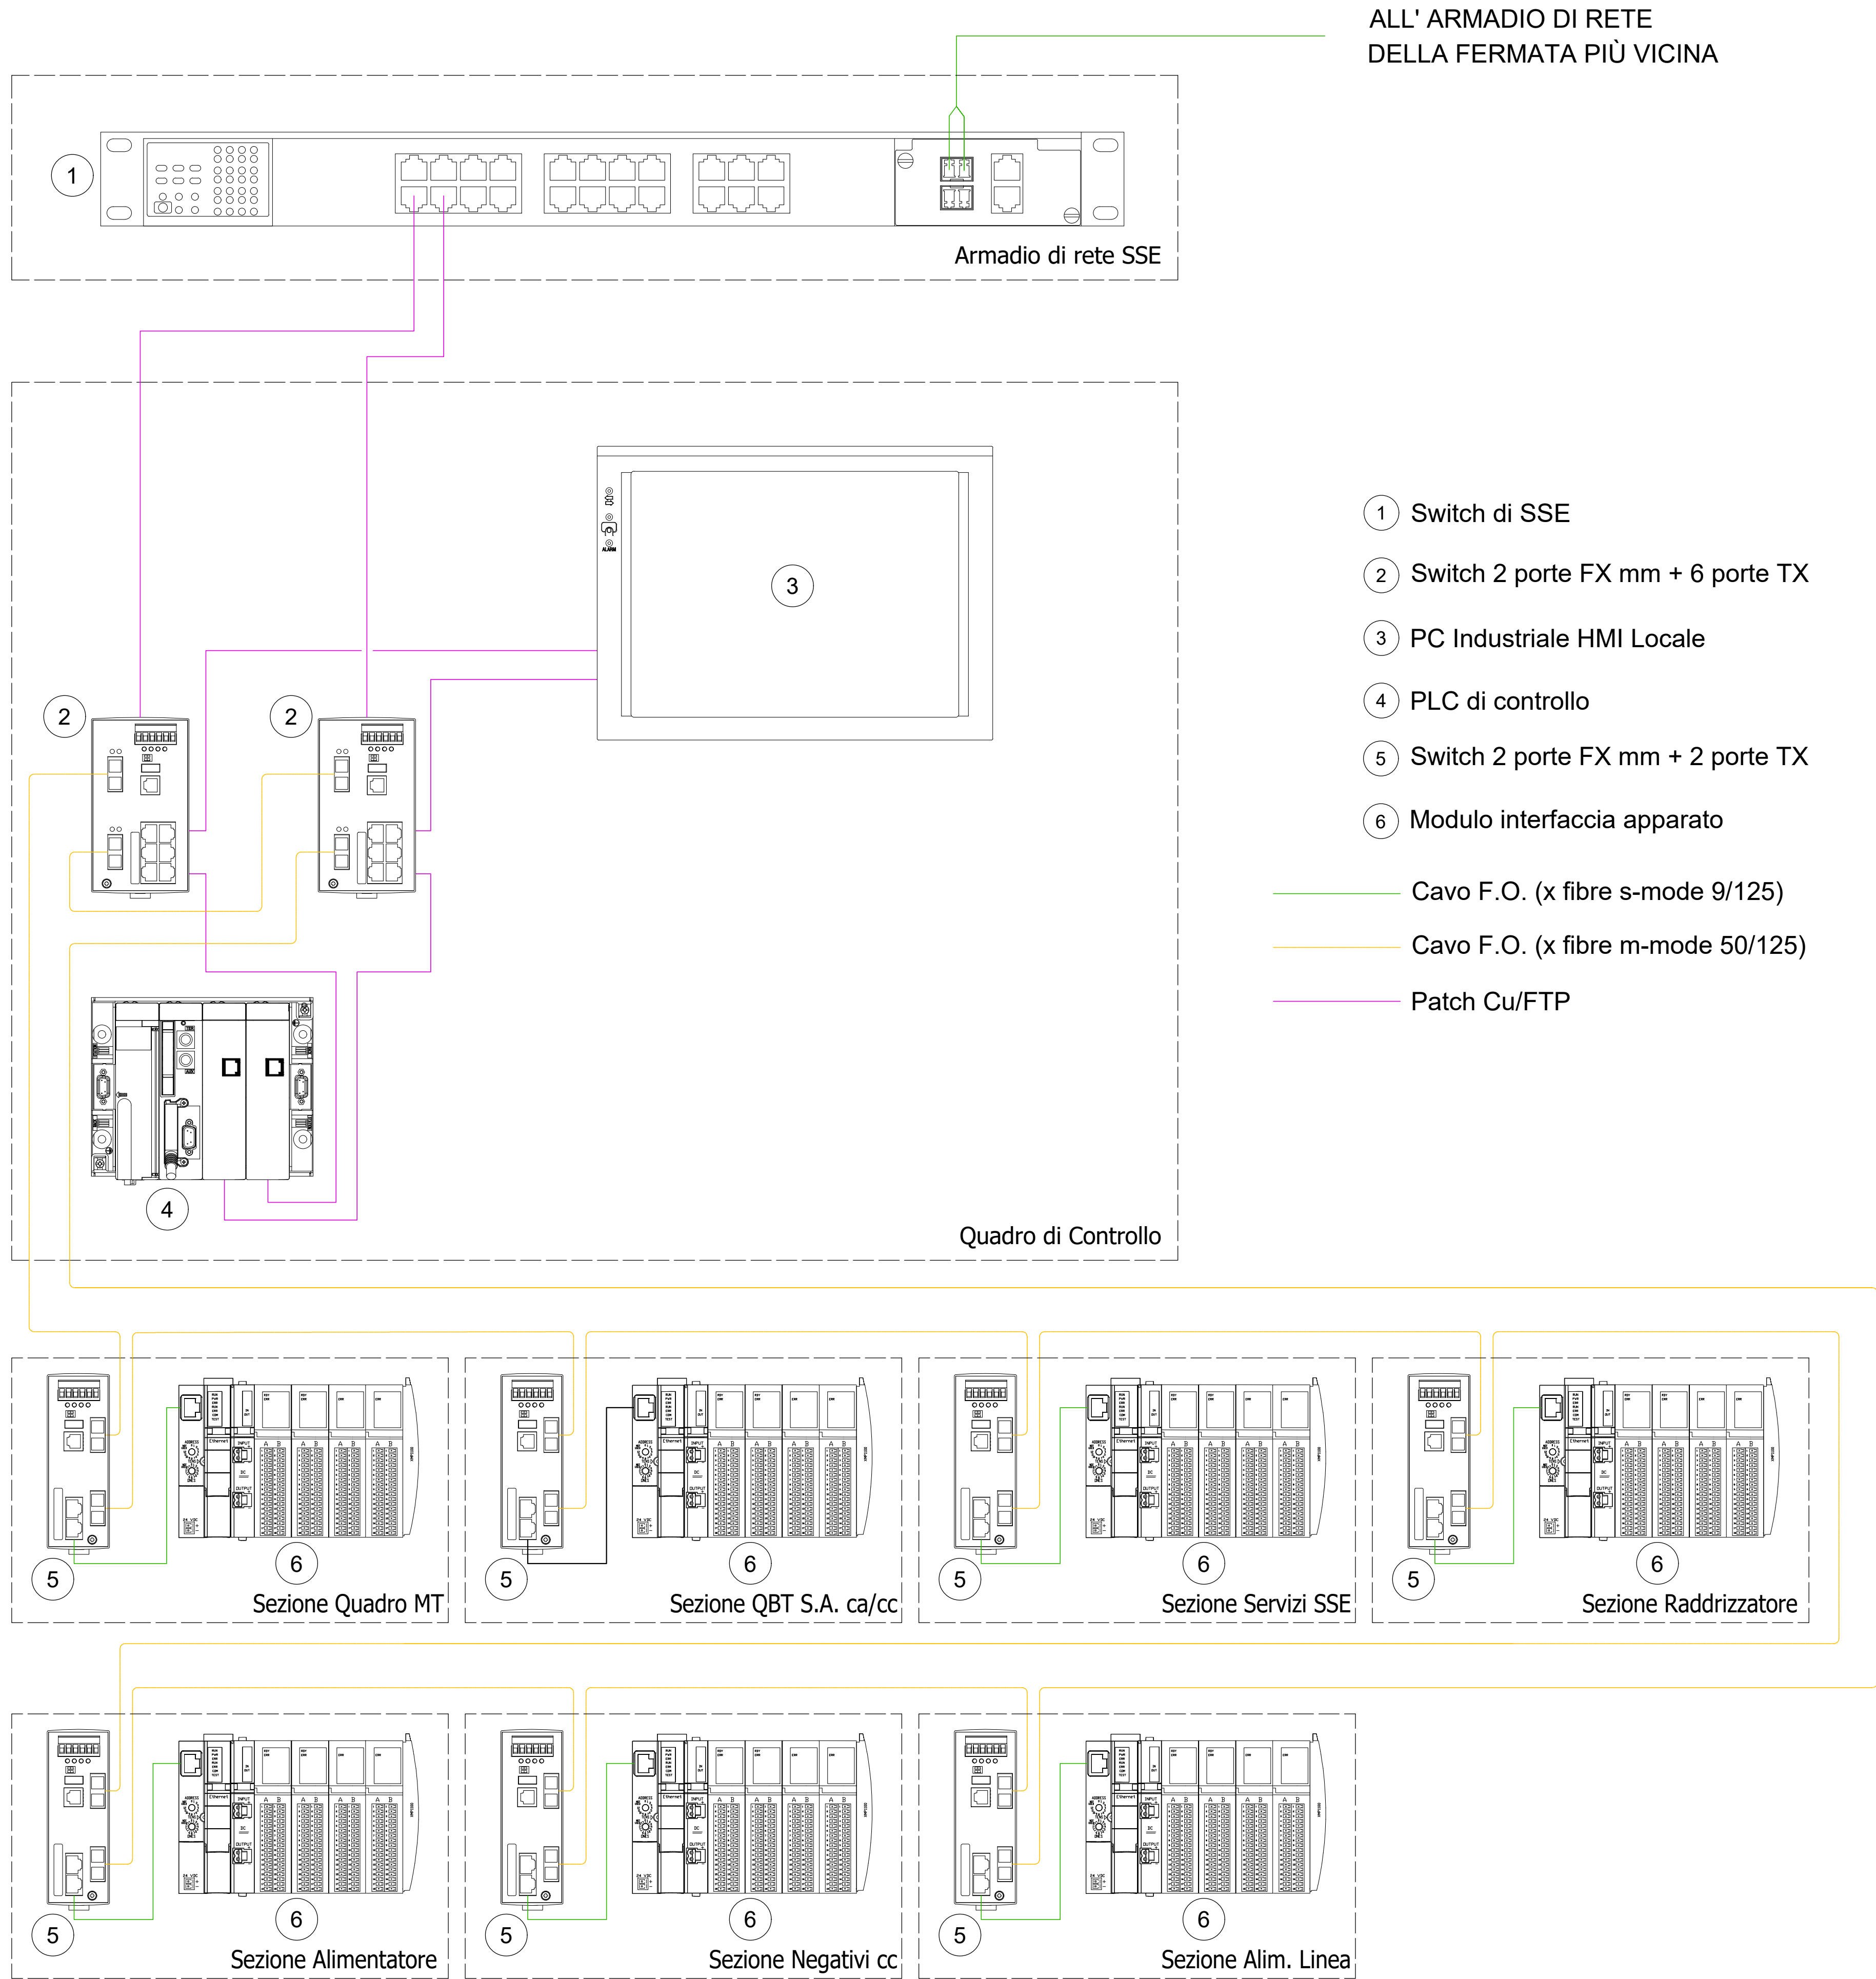 ALL' ARMADIO DI RETE
DELLA FERMATA PIÙ VICINA
1
Armadio di rete SSE
ALARM
3
2
2
4
Quadro di Controllo
1 Switch di SSE
2 Switch 2 porte FX mm + 6 porte TX
3 PC Industriale HMI Locale
4 PLC di controllo
5 Switch 2 porte FX mm + 2 porte TX
6 Modulo interfaccia apparato
Cavo F.O. (x fibre s-mode 9/125)
Cavo F.O. (x fibre m-mode 50/125)
Patch Cu/FTP
5
6
Sezione Quadro MT
5
6
Sezione QBT S.A. ca/cc
5
6
Sezione Servizi SSE
5
6
Sezione Raddrizzatore
5
6
Sezione Alimentatore
5
6
Sezione Negativi cc
5
6
Sezione Alim. Linea